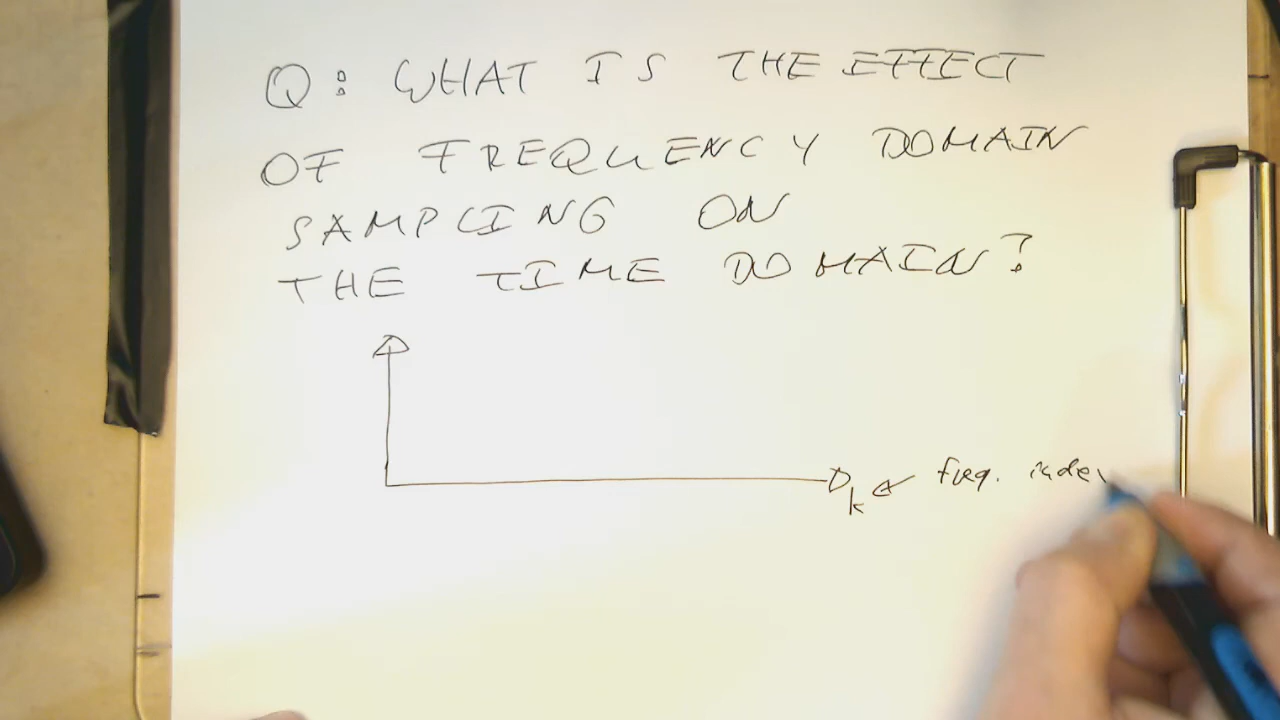 Q: WHAT IS THE EFFECT
OF FREQUENCY DOMAIN
SAMPLING ON
THE TIME DOMAIN?
k freq. index